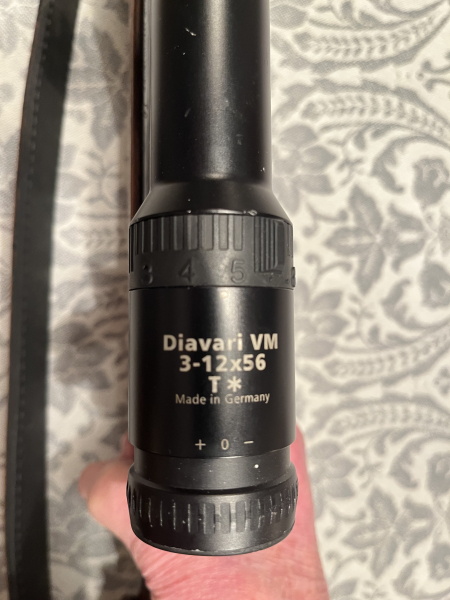 3 4 5
Diavari VM
3-12x56
T*
Made in Germany
+ 0 -